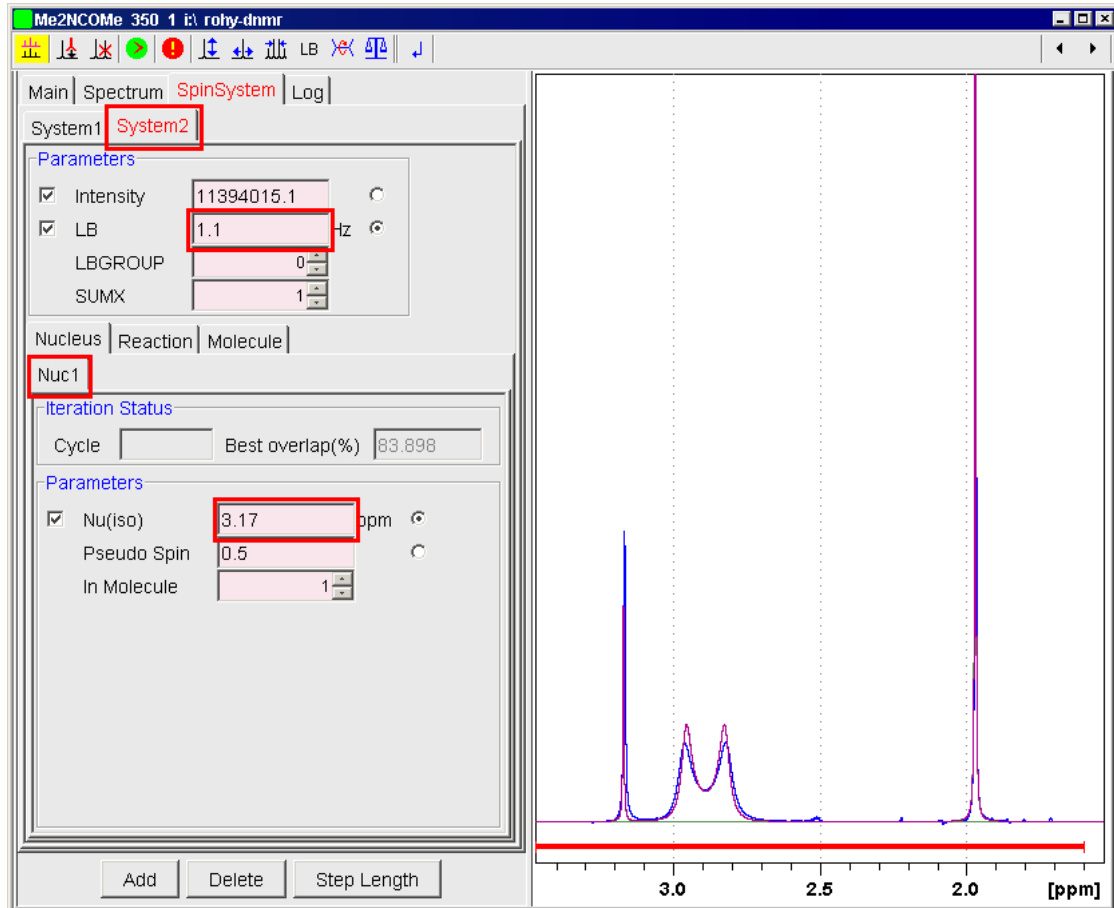 Me2NCOMe 350 1 i:\ rohy-dnmr
LB
Main Spectrum SpinSystem Log
System1 System2
Parameters
Intensity 11394015.1
LB 1.1 Hz
LBGROUP 0
SUMX 1
Nucleus Reaction Molecule
Nuc1
Iteration Status
Cycle Best overlap(%) 83.898
Parameters
Nu(iso) 3.17 ppm
Pseudo Spin 0.5
In Molecule 1
Add Delete Step Length
3.0 2.5 2.0 [ppm]